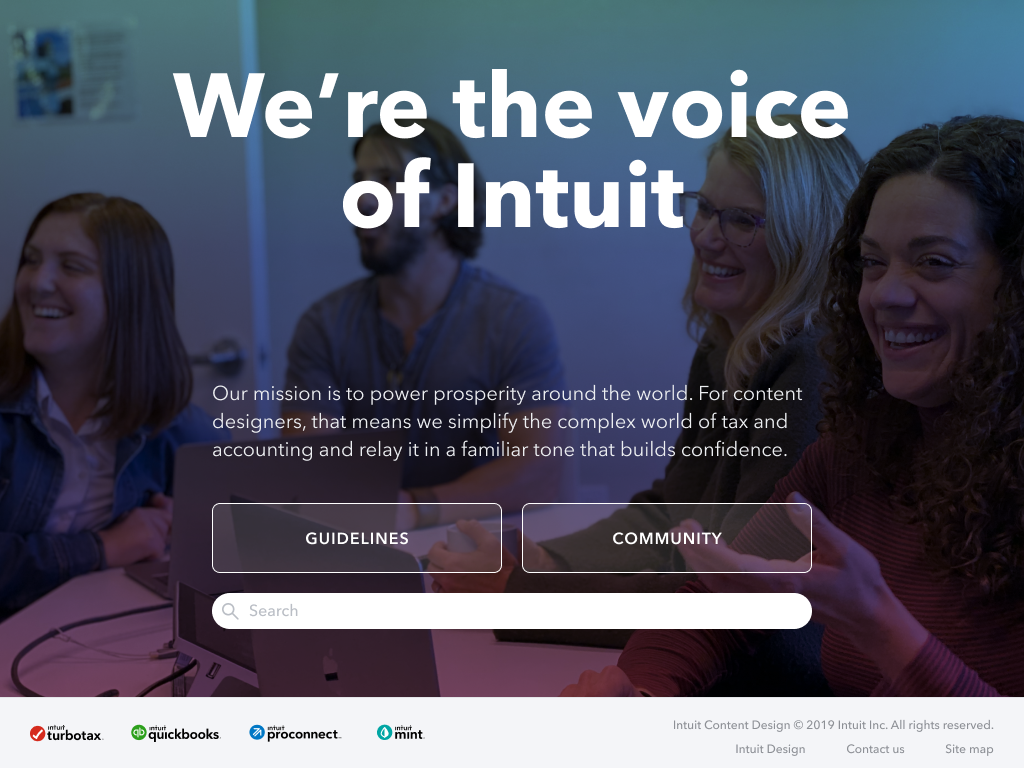 We’re the voice
of Intuit
Our mission is to power prosperity around the world. For content
designers, that means we simplify the complex world of tax and
accounting and relay it in a familiar tone that builds confidence.
GUIDELINES
COMMUNITY
Search
intuit
turbotax.
intuit
quickbooks.
intuit
proconnect™
intuit
mint.
Intuit Content Design © 2019 Intuit Inc. All rights reserved.
Intuit Design
Contact us
Site map